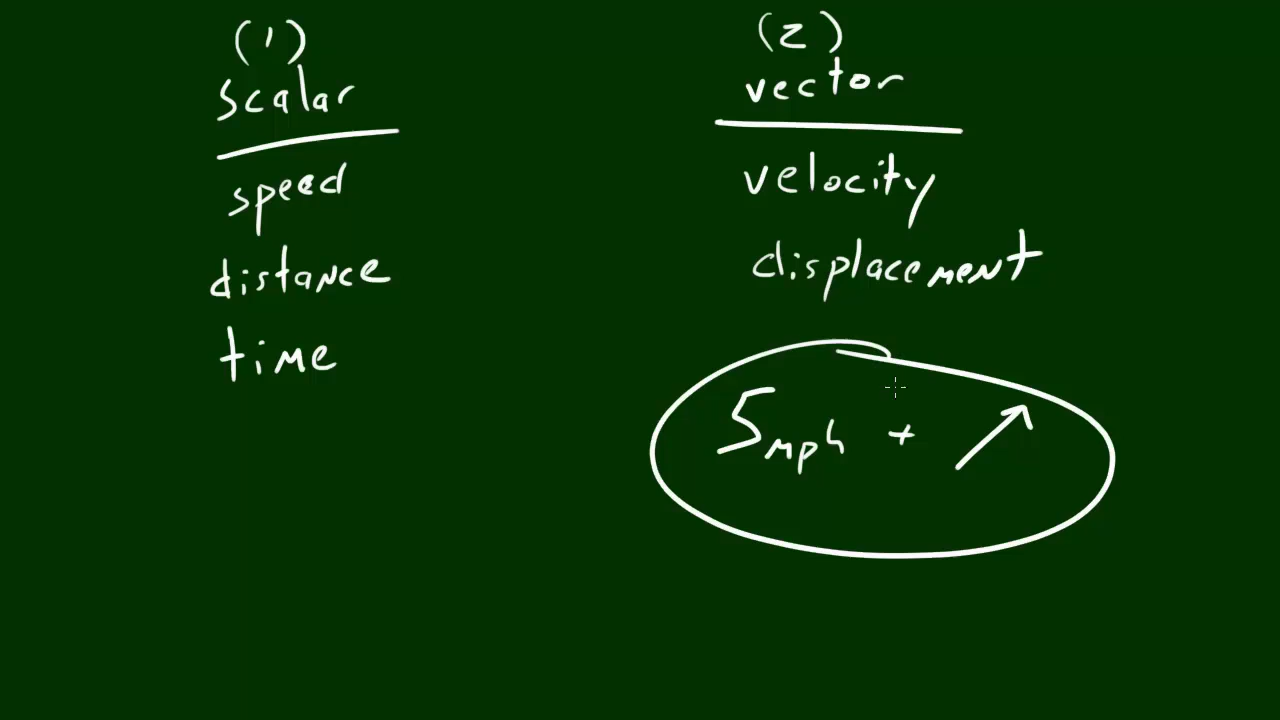 (1)
scalar
speed
distance
time
(2)
vector
velocity
displacement
5mph + ↗